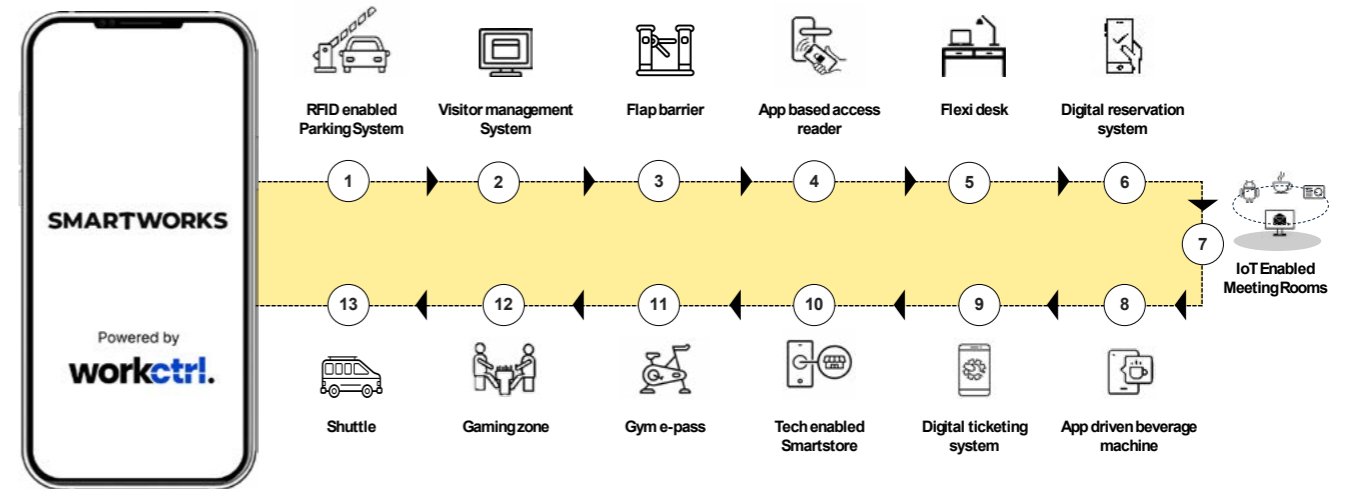 SMARTWORKS
Powered by
workctrl.
RFID enabled
Parking System
Visitor management
System
Flap barrier
App based access
reader
Flexi desk
Digital reservation
system
1
2
3
4
5
6
7
IoT Enabled
Meeting Rooms
13
12
11
10
9
8
Shuttle
Gaming zone
Gym e-pass
Tech enabled
Smartstore
Digital ticketing
system
App driven beverage
machine